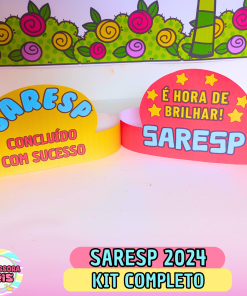 SARESP
CONCLUÍDO
COM SUCESSO
É HORA DE
BRILHAR!
SARESP
SARESP 2024
KIT COMPLETO